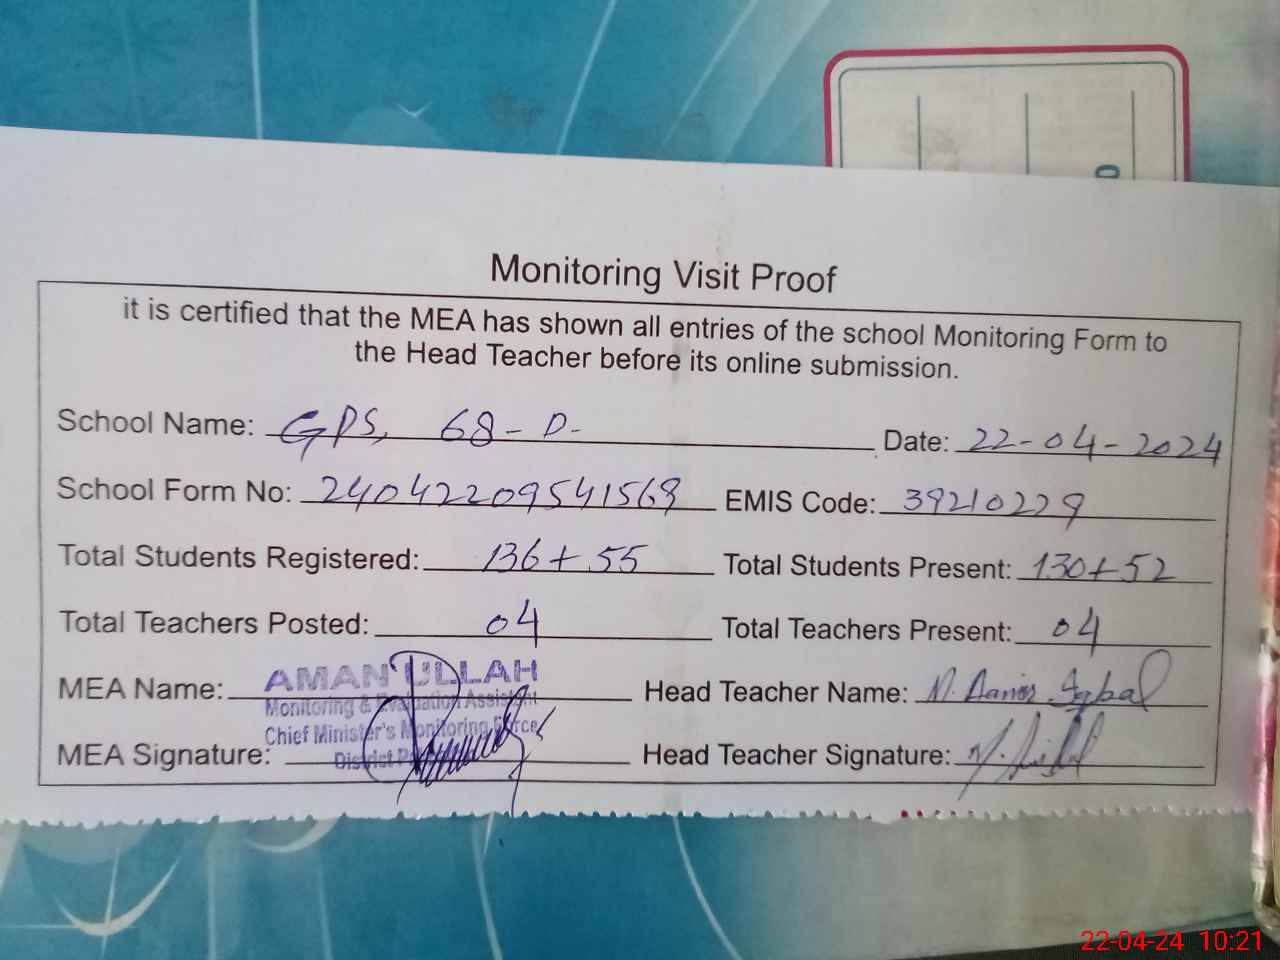 Monitoring Visit Proof
it is certified that the MEA has shown all entries of the school Monitoring Form to
the Head Teacher before its online submission.
School Name: GPS, 68-D- Date: 22-04-2024
School Form No: 240422209541568 EMIS Code: 39210229
Total Students Registered: 136+55 Total Students Present: 130+52
Total Teachers Posted: 04 Total Teachers Present: 04
AMAN ULLAH
MEA Name: Head Teacher Name: M. Iqbal
Monitoring & Evaluation Assistant
Chief Minister's Monitoring Force
MEA Signature: Head Teacher Signature:
District
22-04-24 10:21